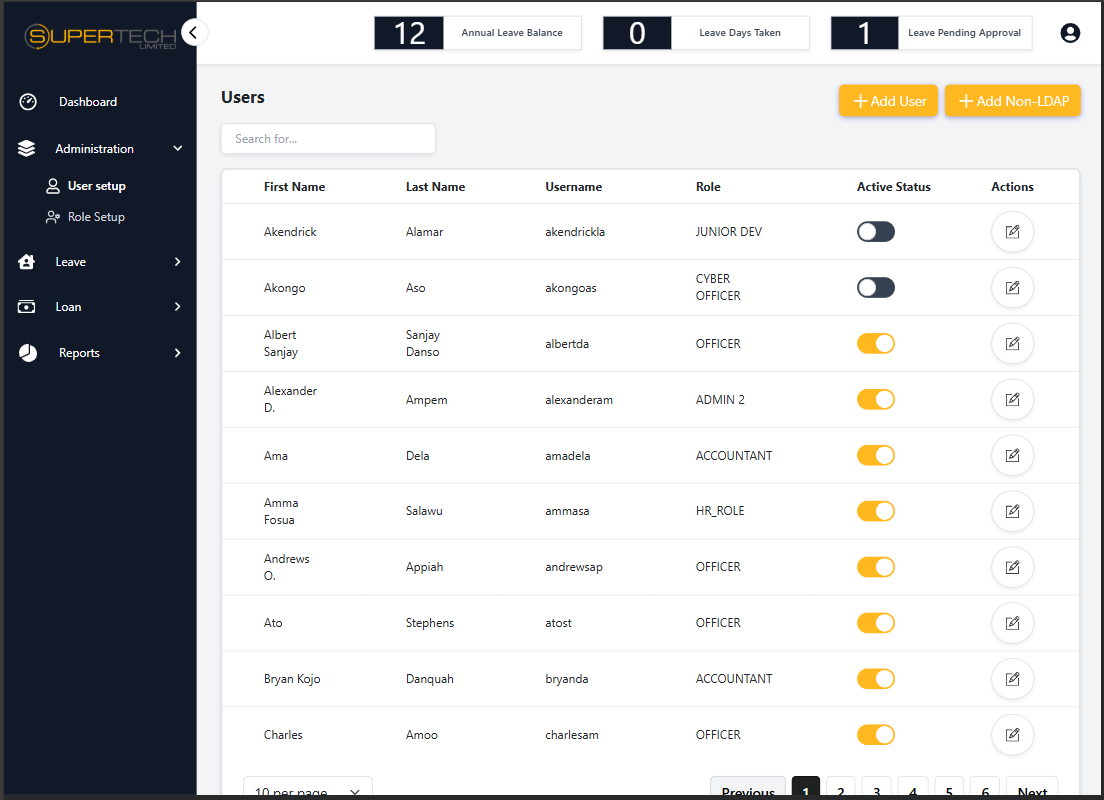 SUPERTECH
LIMITED
12 Annual Leave Balance
0 Leave Days Taken
1 Leave Pending Approval
Dashboard
Administration
User setup
Role Setup
Leave
Loan
Reports
Users
Add User
Add Non-LDAP
Search for...
First Name Last Name Username Role Active Status Actions
Akendrick Alamar akendrickla JUNIOR DEV
Akongo Aso akongoas CYBER
OFFICER
Albert Sanjay
Sanjay Danso albertda OFFICER
Alexander
D. Ampem alexanderam ADMIN 2
Ama Dela amadela ACCOUNTANT
Amma
Fosua Salawu ammasa HR_ROLE
Andrews
O. Appiah andrewsap OFFICER
Ato Stephens atost OFFICER
Bryan Kojo Danquah bryanda ACCOUNTANT
Charles Amoo charlesam OFFICER
10 per page
Previous 1 2 3 4 5 6 Next